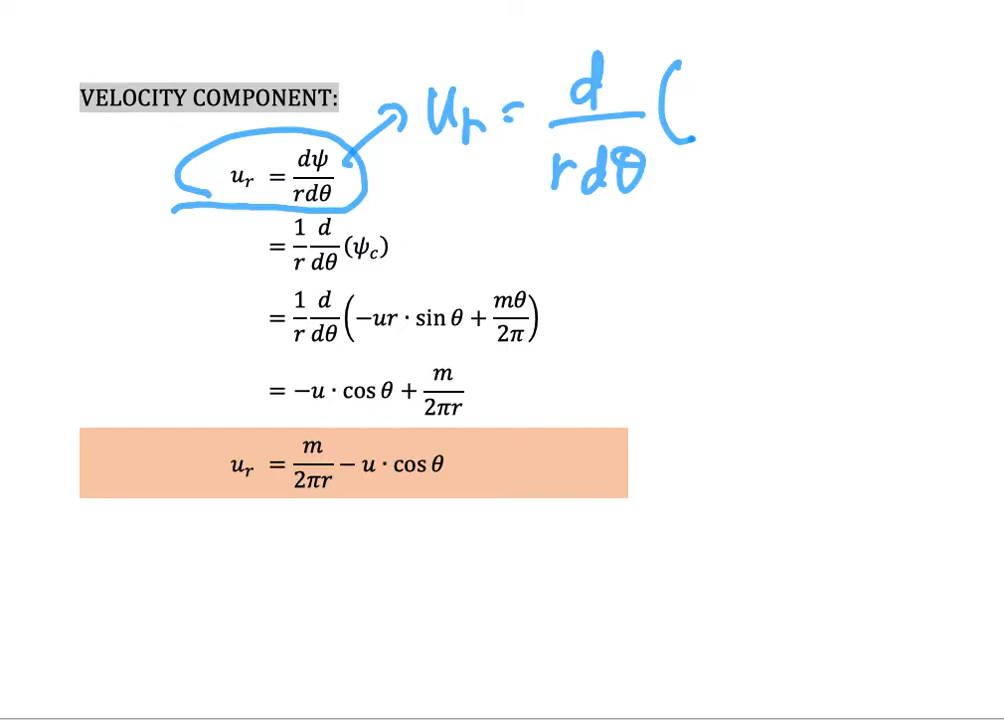 VELOCITY COMPONENT:
u_r = d / rdθ (
u_r = dψ / rdθ
= 1/r d/dθ (ψ_c)
= 1/r d/dθ (−ur · sin θ + mθ/2π)
= −u · cos θ + m/2πr
u_r = m/2πr − u · cos θ